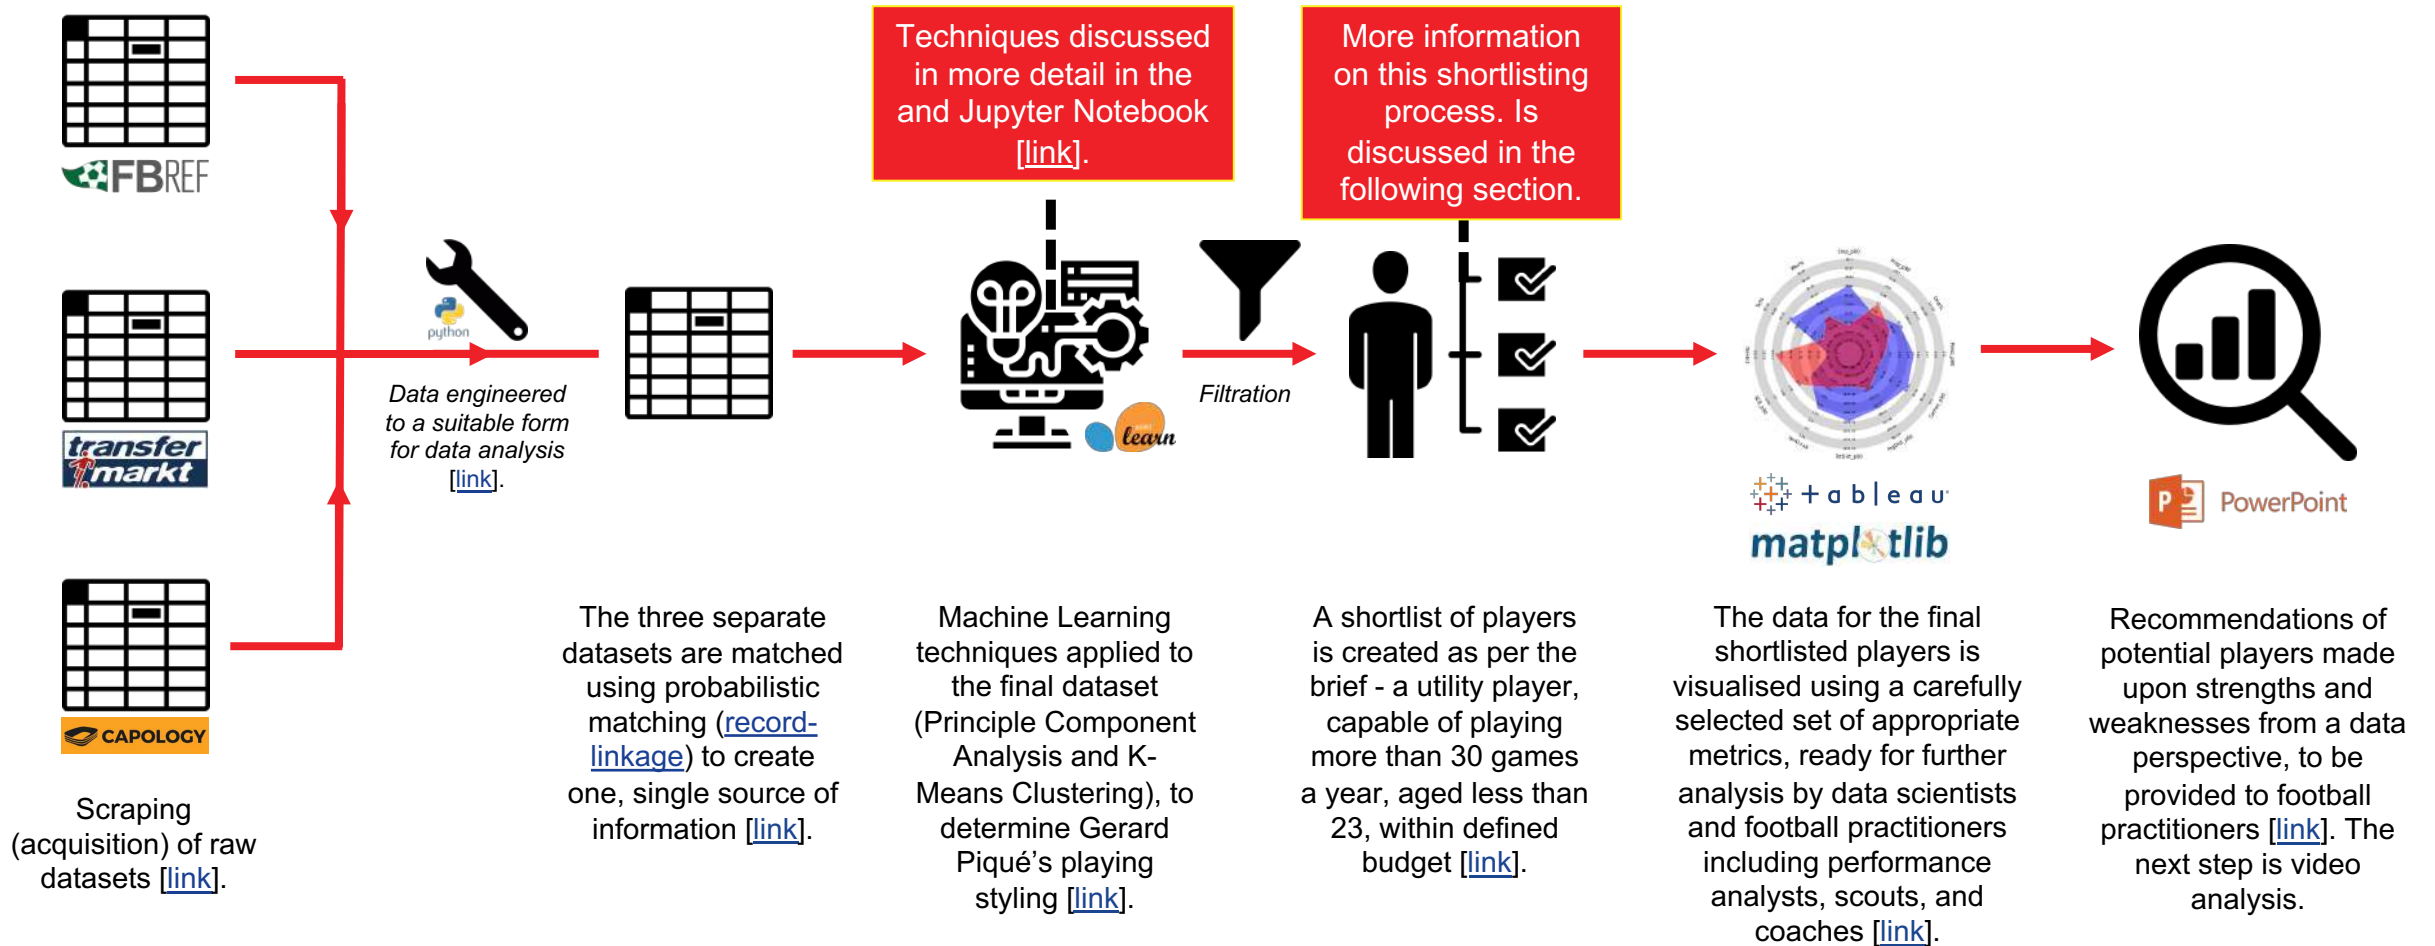 Techniques discussed
in more detail in the
and Jupyter Notebook
[link].
More information
on this shortlisting
process. Is
discussed in the
following section.
FBREF
transfer
markt
CAPOLOGY
Scraping
(acquisition) of raw
datasets [link].
python
Data engineered
to a suitable form
for data analysis
[link].
The three separate
datasets are matched
using probabilistic
matching (record-
linkage) to create
one, single source of
information [link].
learn
Machine Learning
techniques applied to
the final dataset
(Principle Component
Analysis and K-
Means Clustering), to
determine Gerard
Piqué’s playing
styling [link].
Filtration
A shortlist of players
is created as per the
brief - a utility player,
capable of playing
more than 30 games
a year, aged less than
23, within defined
budget [link].
+ableau
matplotlib
The data for the final
shortlisted players is
visualised using a carefully
selected set of appropriate
metrics, ready for further
analysis by data scientists
and football practitioners
including performance
analysts, scouts, and
coaches [link].
P
PowerPoint
Recommendations of
potential players made
upon strengths and
weaknesses from a data
perspective, to be
provided to football
practitioners [link]. The
next step is video
analysis.